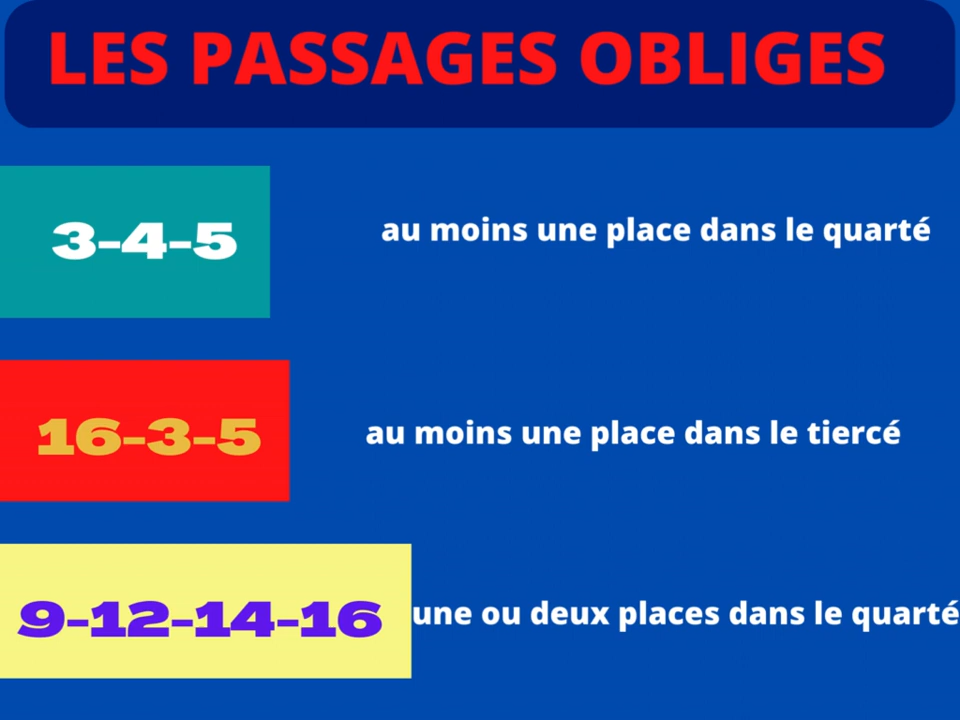 LES PASSAGES OBLIGES
3-4-5
au moins une place dans le quarté
16-3-5
au moins une place dans le tiercé
9-12-14-16
une ou deux places dans le quarté